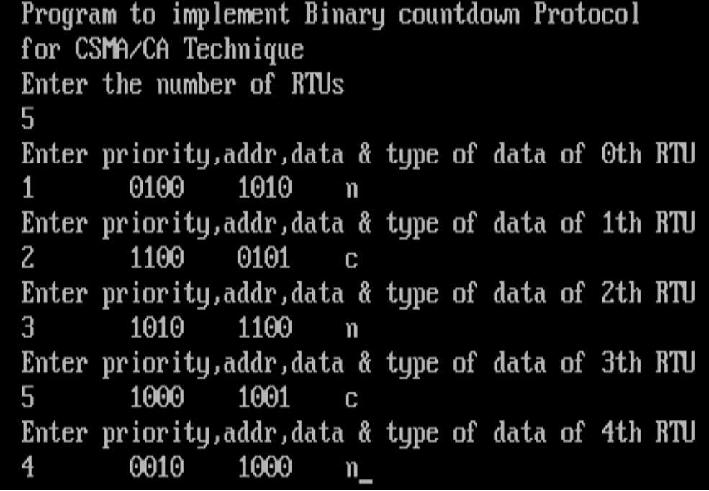 Program to implement Binary countdown Protocol
for CSMA/CA Technique
Enter the number of RTUs
5
Enter priority,addr,data & type of data of 0th RTU
1 0100 1010 n
Enter priority,addr,data & type of data of 1th RTU
2 1100 0101 c
Enter priority,addr,data & type of data of 2th RTU
3 1010 1100 n
Enter priority,addr,data & type of data of 3th RTU
5 1000 1001 c
Enter priority,addr,data & type of data of 4th RTU
4 0010 1000 n_